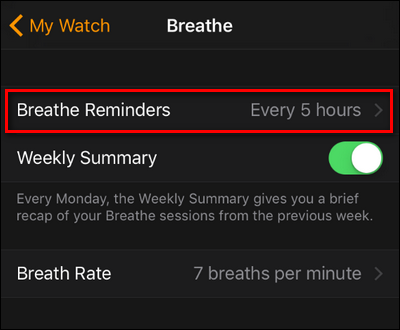 My Watch Breathe
Breathe Reminders Every 5 hours
Weekly Summary
Every Monday, the Weekly Summary gives you a brief
recap of your Breathe sessions from the previous week.
Breath Rate 7 breaths per minute